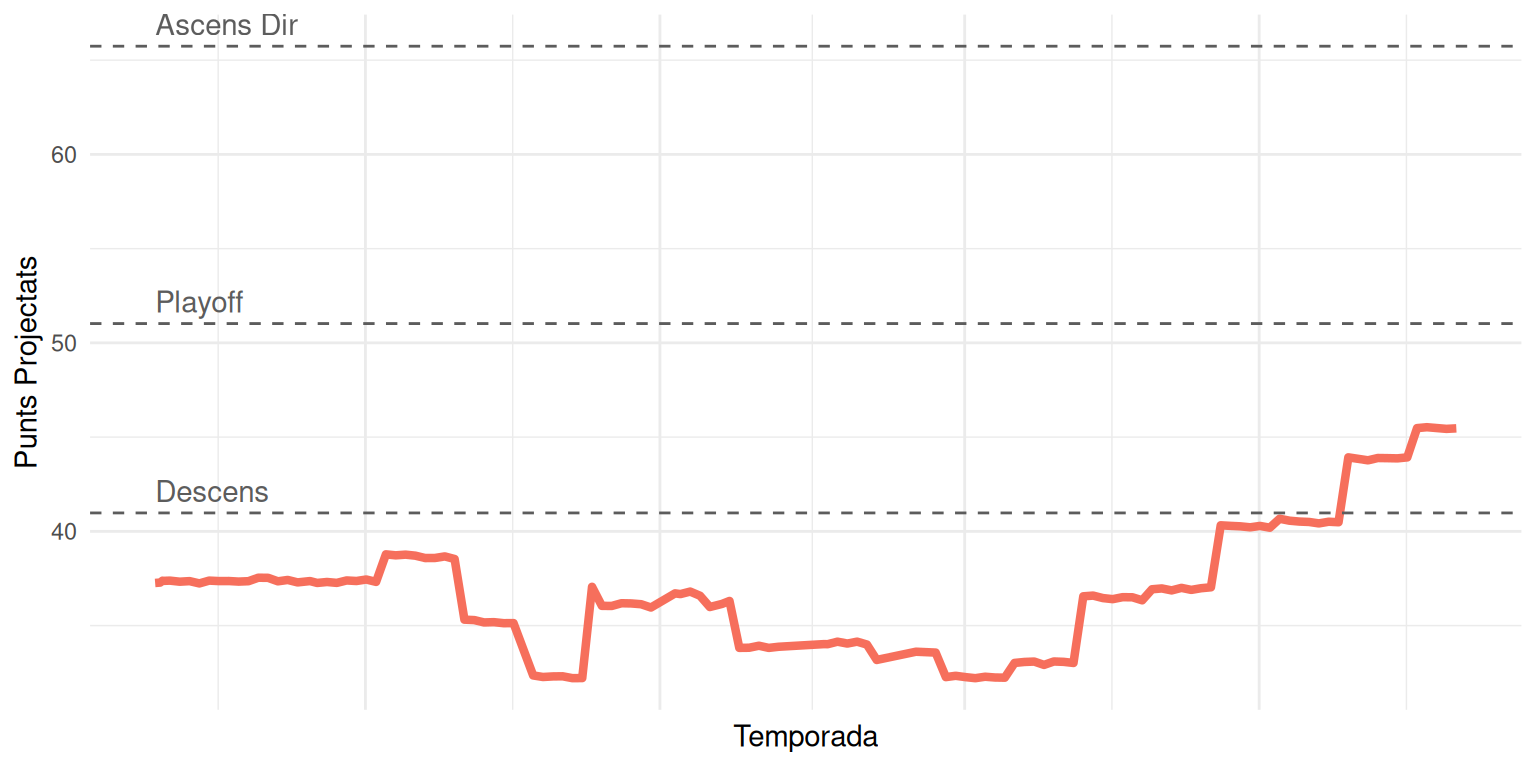 Ascens Dir
60
Playoff
50
Descens
40
Punts Projectats
Temporada